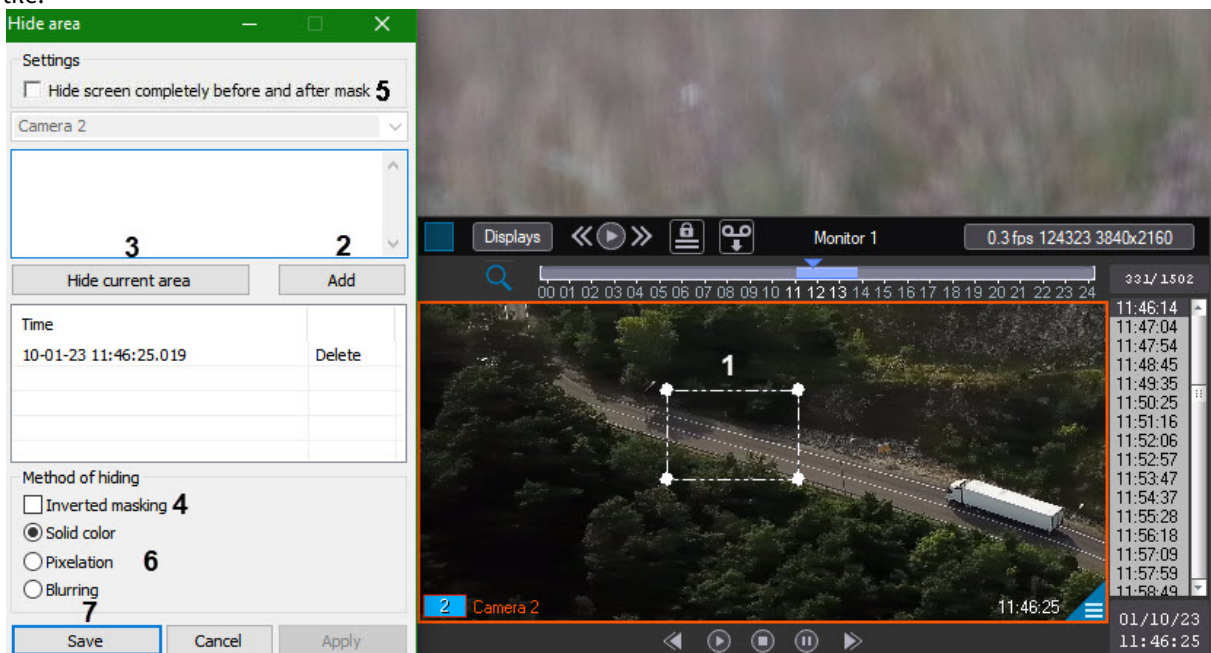 tile.
Hide area
Settings
Hide screen completely before and after mask 5
Camera 2
3 2
Hide current area Add
Time
10-01-23 11:46:25.019 Delete
Method of hiding
Inverted masking 4
Solid color
Pixelation 6
Blurring
7
Save Cancel Apply
Displays Monitor 1 0.3 fps 124323 3840x2160
00 01 02 03 04 05 06 07 08 09 10 11 12 13 14 15 16 17 18 19 20 21 22 23 24
331/1502
1
11:46:14
11:47:04
11:47:54
11:48:45
11:49:35
11:50:25
11:51:16
11:52:06
11:52:57
11:53:47
11:54:37
11:55:28
11:56:18
11:57:09
11:57:59
11:58:49
2 Camera 2 11:46:25
01/10/23
11:46:25